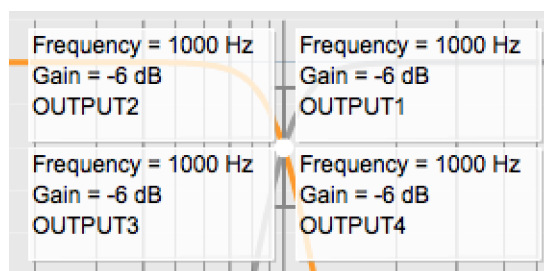 Frequency = 1000 Hz
Gain = -6 dB
OUTPUT2
Frequency = 1000 Hz
Gain = -6 dB
OUTPUT1
Frequency = 1000 Hz
Gain = -6 dB
OUTPUT3
Frequency = 1000 Hz
Gain = -6 dB
OUTPUT4